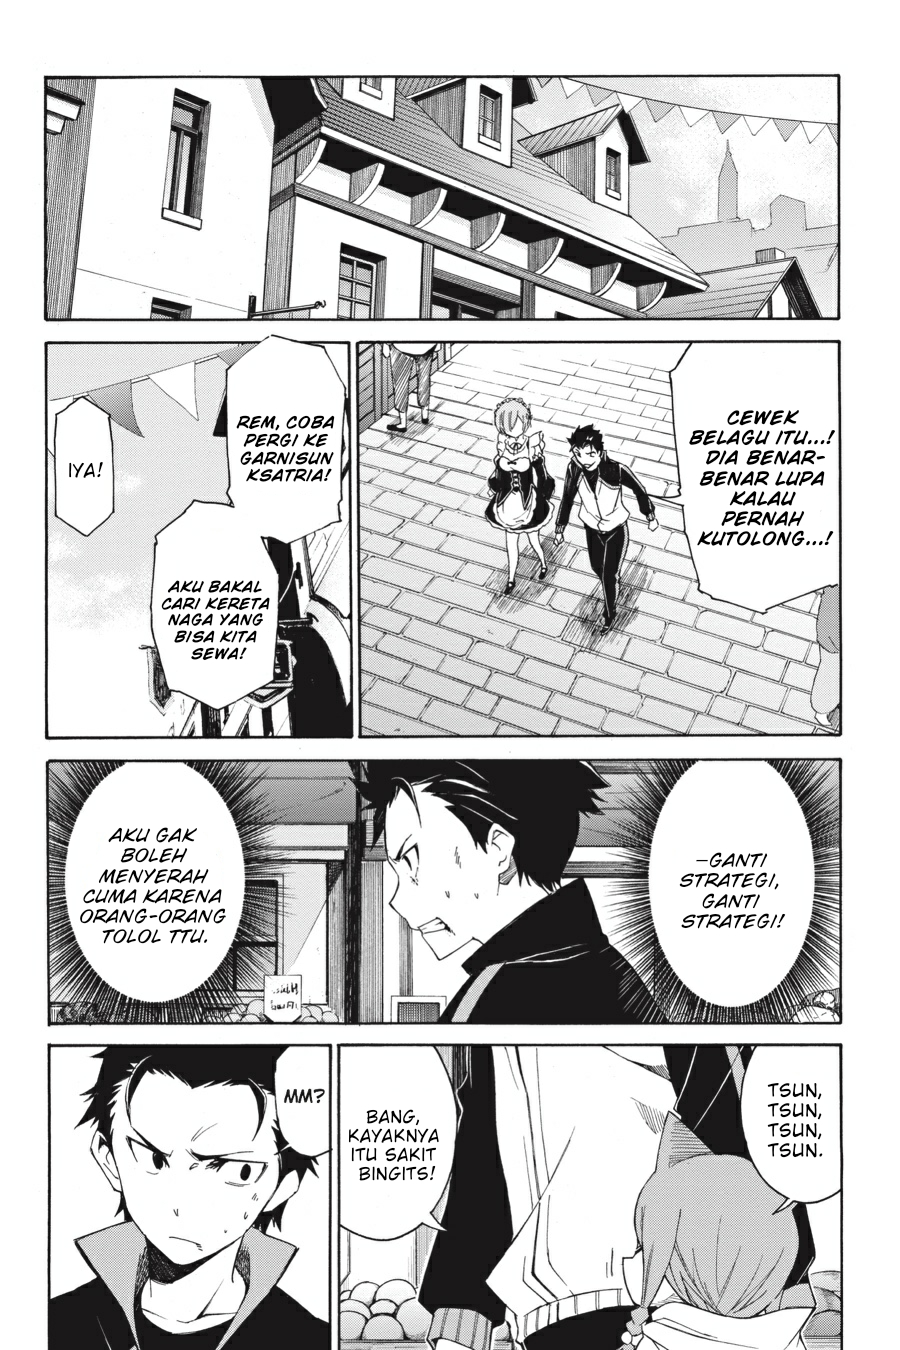 CEWEK
BELAGU ITU...!
DIA BENAR-
BENAR LUPA
KALAU
PERNAH
KUTOLONG...!
REM, COBA
PERGI KE
GARNISUN
KSATRIA!
IYA!
AKU BAKAL
CARI KERETA
NAGA YANG
BISA KITA
SEWA!
—GANTI
STRATEGI,
GANTI
STRATEGI!
AKU GAK
BOLEH
MENYERAH
CUMA KARENA
ORANG-ORANG
TOLOL TTU.
TSUN,
TSUN,
TSUN,
TSUN.
BANG,
KAYAKNYA
ITU SAKIT
BINGITS!
MM?